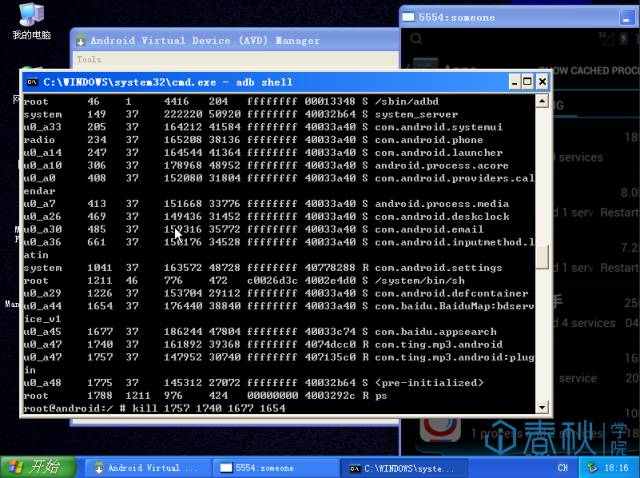 我的电脑
Android Virtual Device (AVD) Manager
Tools
5554:someone
SHOW CACHED PROC
services
8.0
1 serv Restart
7.2
Restar
4 services 04
service
1 proc
C:\WINDOWS\system32\cmd.exe - adb shell
root 46 1 4416 204 ffffffff 00013348 S /sbin/adbd
system 149 37 222220 50920 ffffffff 40032b64 S system_server
u0_a33 205 37 164212 41584 ffffffff 40033a40 S com.android.systemui
radio 234 37 165208 38136 ffffffff 40033a40 S com.android.phone
u0_a14 247 37 164544 41364 ffffffff 40033a40 S com.android.launcher
u0_a10 306 37 178968 48952 ffffffff 40033a40 S android.process.acore
u0_a0 408 37 152080 31804 ffffffff 40033a40 S com.android.providers.cal
endar
u0_a7 413 37 151668 33776 ffffffff 40033a40 S android.process.media
u0_a26 469 37 149436 31452 ffffffff 40033a40 S com.android.deskclock
u0_a30 485 37 159316 35772 ffffffff 40033a40 S com.android.email
u0_a36 661 37 158176 34528 ffffffff 40033a40 S com.android.inputmethod.l
atin
system 1041 37 163572 48728 ffffffff 40778288 R com.android.settings
root 1211 46 776 472 c0026d3c 4002e4d0 S /system/bin/sh
u0_a29 1226 37 153704 29112 ffffffff 40033a40 S com.android.defcontainer
u0_a44 1654 37 176440 38840 ffffffff 40033a40 S com.baidu.BaiduMap:bdserv
ice_v1
u0_a45 1677 37 186244 47804 ffffffff 40033c74 S com.baidu.appsearch
u0_a47 1740 37 161892 39368 ffffffff 4074dcc0 R com.ting.mp3.android
u0_a47 1757 37 147952 30740 ffffffff 407135c0 R com.ting.mp3.android:plug
in
u0_a48 1775 37 145312 27072 ffffffff 40032b64 S <pre-initialized>
root 1788 1211 976 424 00000000 4003292c R ps
root@android:/ # kill 1757 1740 1677 1654
春秋学院
开始
Android Virtual ...
5554:someone
C:\WINDOWS\syste...
CH
18:16